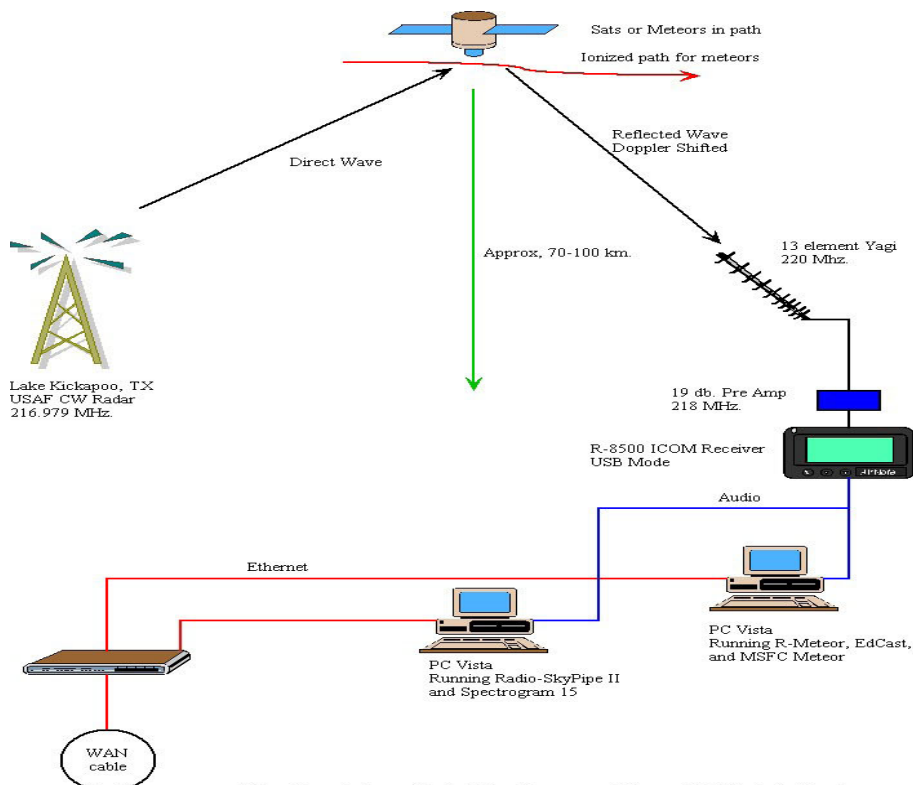 Sats or Meteors in path
Ionized path for meteors
Direct Wave
Reflected Wave
Doppler Shifted
Approx, 70-100 km.
13 element Yagi
220 Mhz.
Lake Kickapoo, TX
USAF CW Radar
216.979 MHz.
19 db. Pre Amp
218 MHz.
R-8500 ICOM Receiver
USB Mode
Audio
Ethernet
PC Vista
Running Radio-SkyPipe II
and Spectrogram 15
PC Vista
Running R-Meteor, EdCast,
and MSFC Meteor
WAN
cable